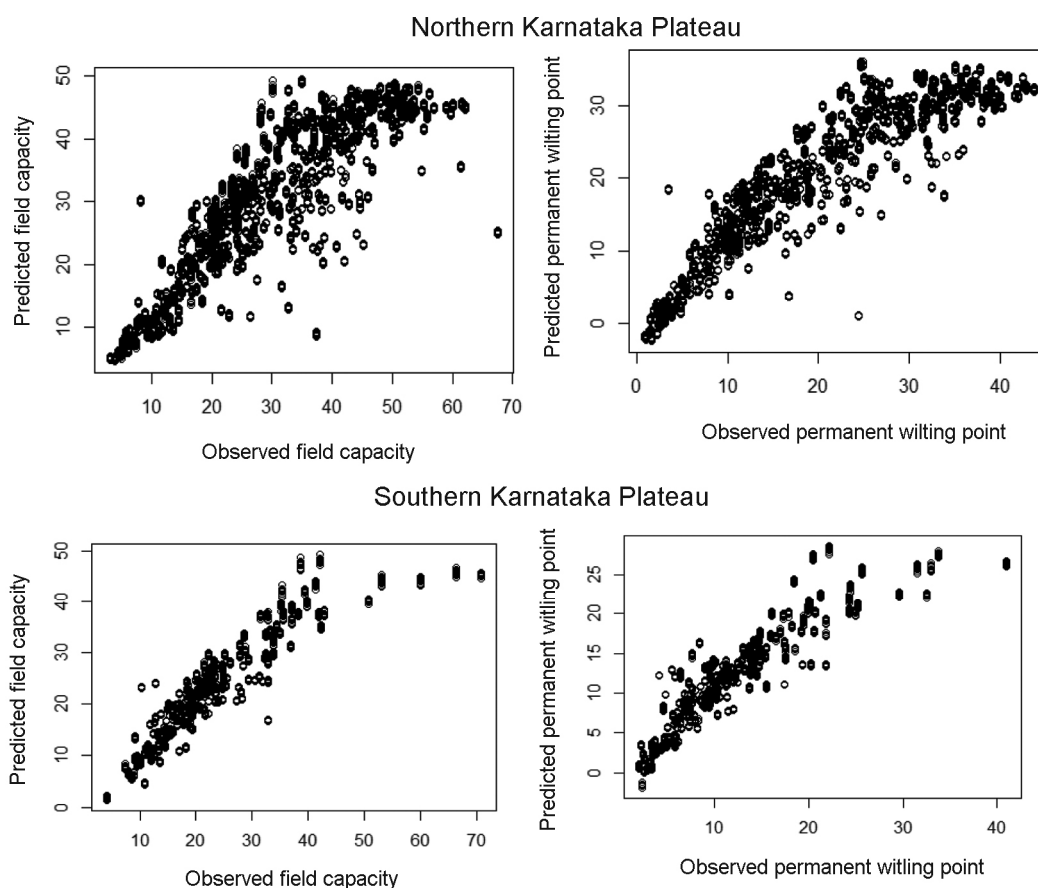 Northern Karnataka Plateau
Predicted field capacity
50
40
30
20
10
10 20 30 40 50 60 70
Observed field capacity
Predicted permanent wilting point
30
20
10
0
0 10 20 30 40
Observed permanent wilting point
Southern Karnataka Plateau
Predicted field capacity
50
40
30
20
10
0
10 20 30 40 50 60 70
Observed field capacity
Predicted permanent witling point
25
20
15
10
5
0
10 20 30 40
Observed permanent witling point